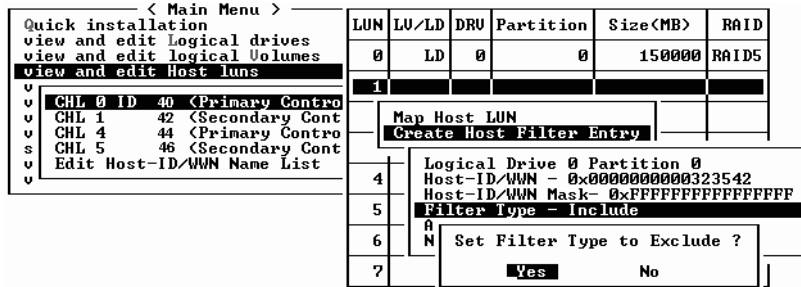 < Main Menu >
Quick installation
view and edit Logical drives
view and edit logical Volumes
view and edit Host luns
v
v CHL 0 ID 40 (Primary Contro
v CHL 1 42 (Secondary Cont
v CHL 4 44 (Primary Contro
s CHL 5 46 (Secondary Cont
v Edit Host-ID/WWN Name List
v
LUN LV/LD DRV Partition Size(MB) RAID
0 LD 0 0 150000 RAID5
1
Map Host LUN
Create Host Filter Entry
Logical Drive 0 Partition 0
4 Host-ID/WWN - 0x0000000000323542
Host-ID/WWN Mask- 0xFFFFFFFFFFFFFFFF
5 Filter Type - Include
A
6 N Set Filter Type to Exclude ?
7 Yes No